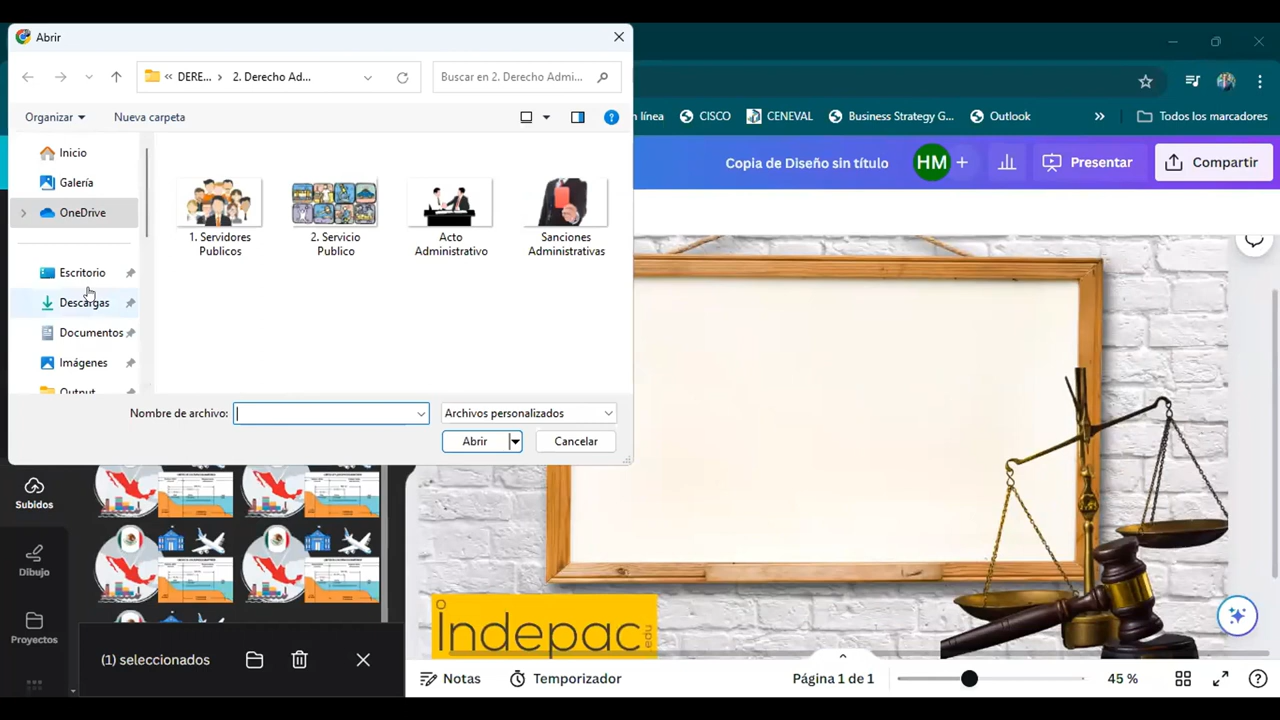 Abrir
« DERE... > 2. Derecho Ad...
Buscar en 2. Derecho Admi...
Organizar
Nueva carpeta
Inicio
Galería
OneDrive
Escritorio
Descargas
Documentos
Imágenes
Output
1. Servidores
Publicos
2. Servicio
Publico
Acto
Administrativo
Sanciones
Administrativas
Nombre de archivo:
Archivos personalizados
Abrir
Cancelar
n línea
CISCO
CENEVAL
Business Strategy G...
Outlook
»
Todos los marcadores
Copia de Diseño sin título
HM
+
Presentar
Compartir
Subidos
Dibujo
Proyectos
(1) seleccionados
Indepac
edu
Notas
Temporizador
Página 1 de 1
45 %